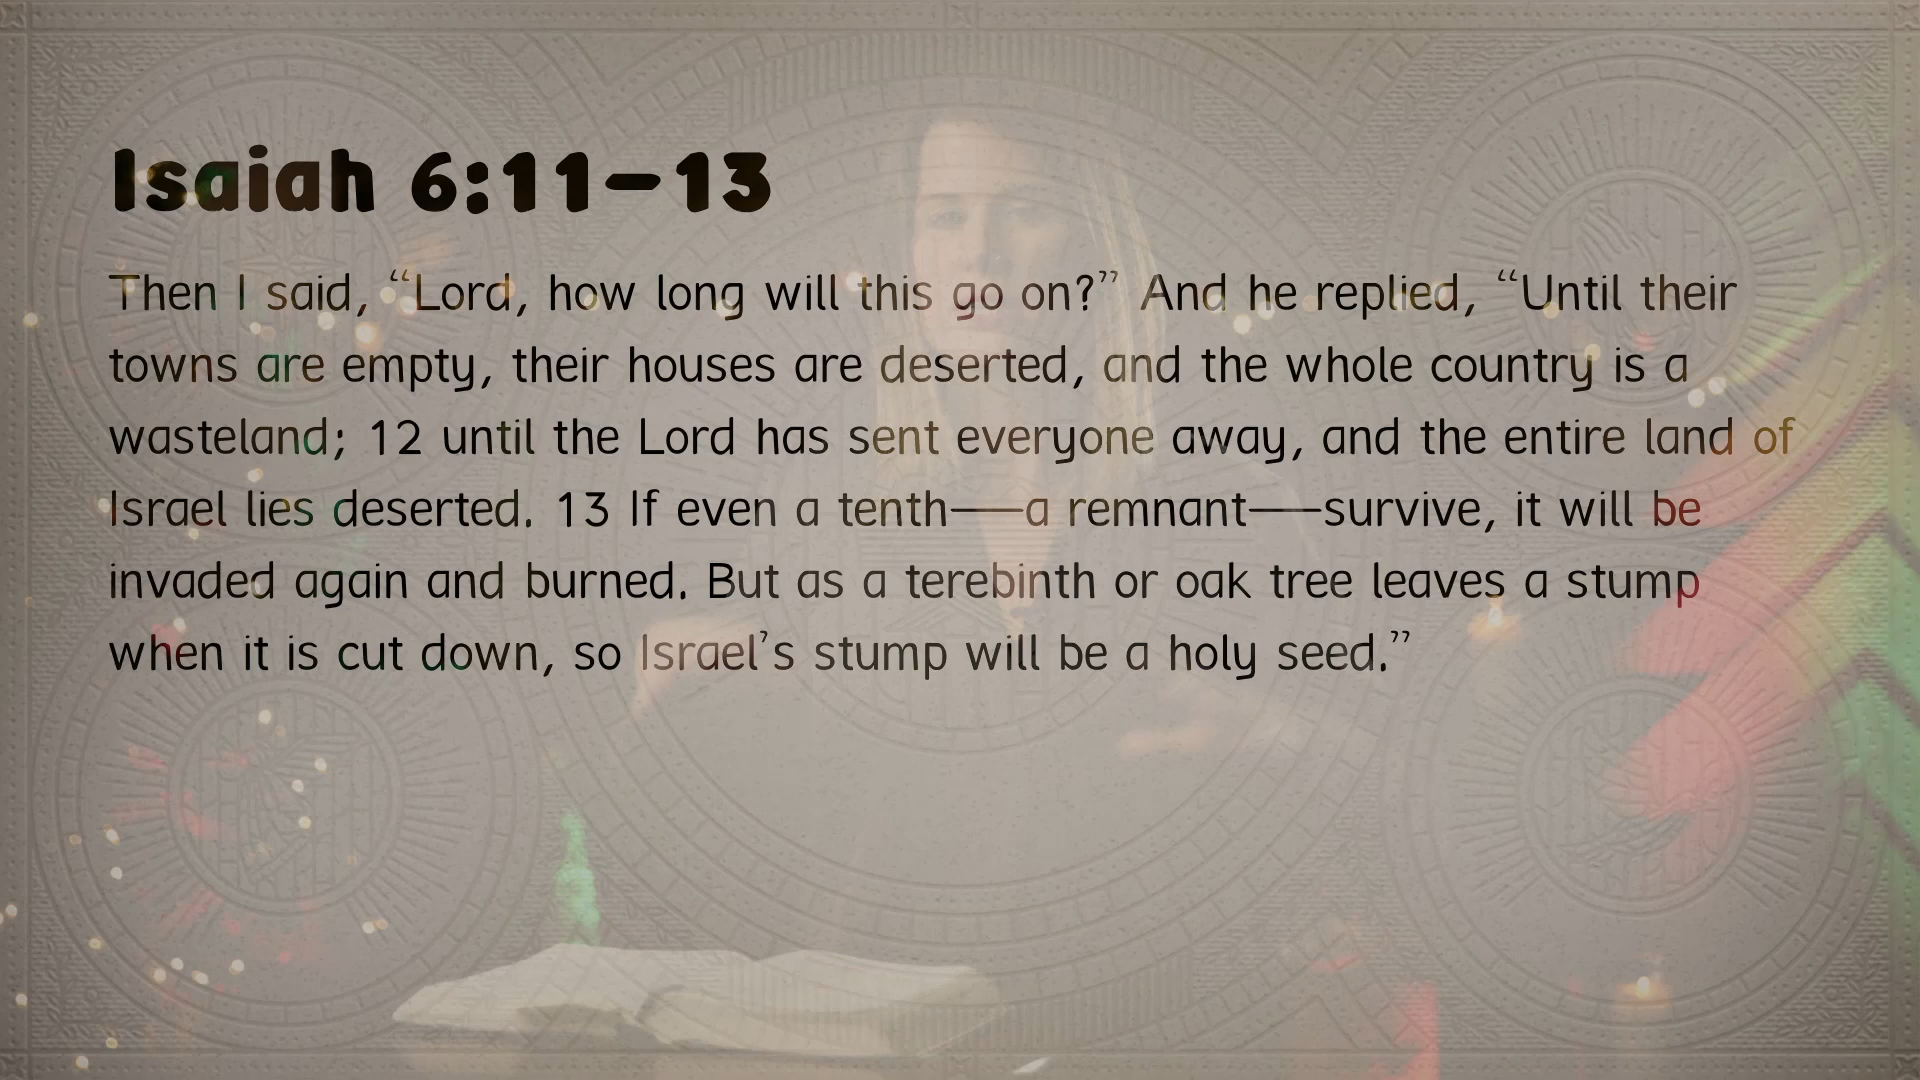 Isaiah 6:11–13
Then I said, “Lord, how long will this go on?” And he replied, “Until their
towns are empty, their houses are deserted, and the whole country is a
wasteland; 12 until the Lord has sent everyone away, and the entire land of
Israel lies deserted. 13 If even a tenth—a remnant—survive, it will be
invaded again and burned. But as a terebinth or oak tree leaves a stump
when it is cut down, so Israel’s stump will be a holy seed.”